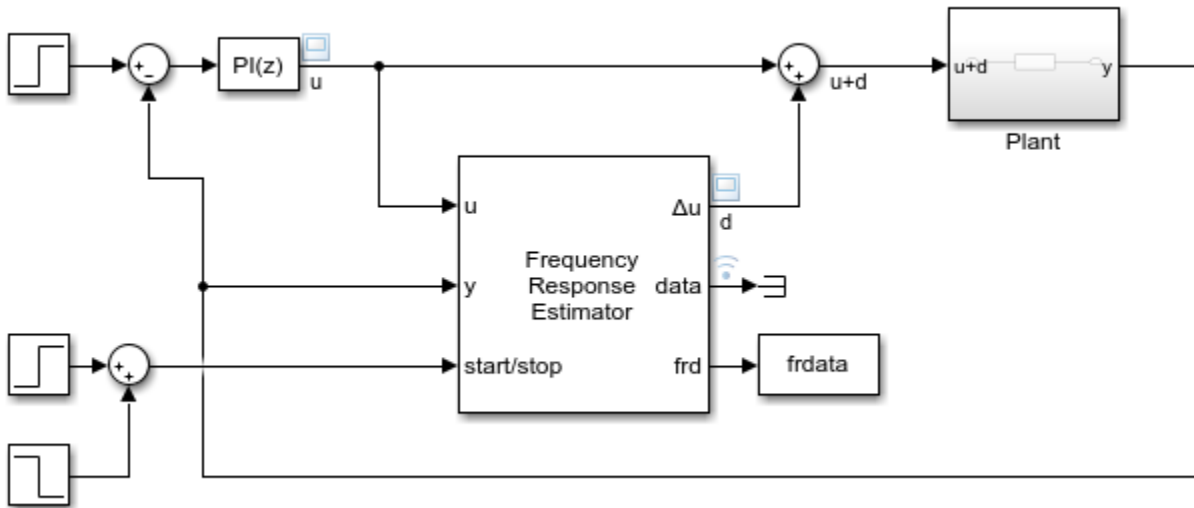 +
−
PI(z)
u
+
+
u+d
u+d
y
Plant
u
Δu
d
Frequency
Response
Estimator
y
data
start/stop
frd
frdata
+
+